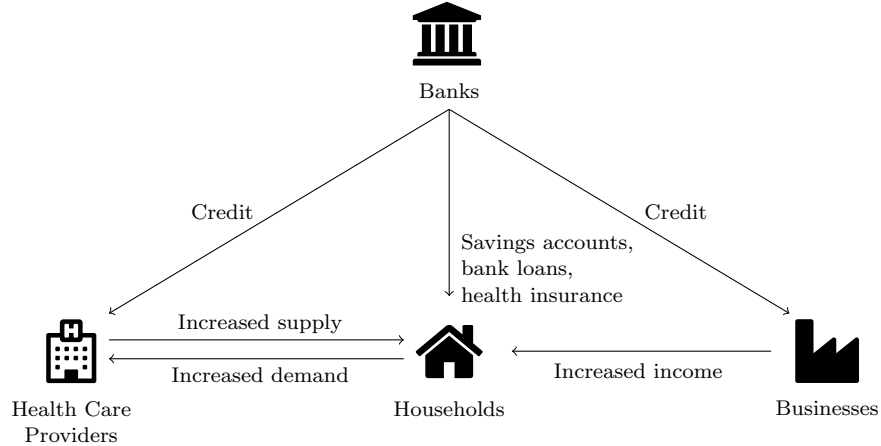 Banks
Credit
Credit
Savings accounts,
bank loans,
health insurance
Increased supply
Increased demand
Increased income
Health Care
Providers
Households
Businesses